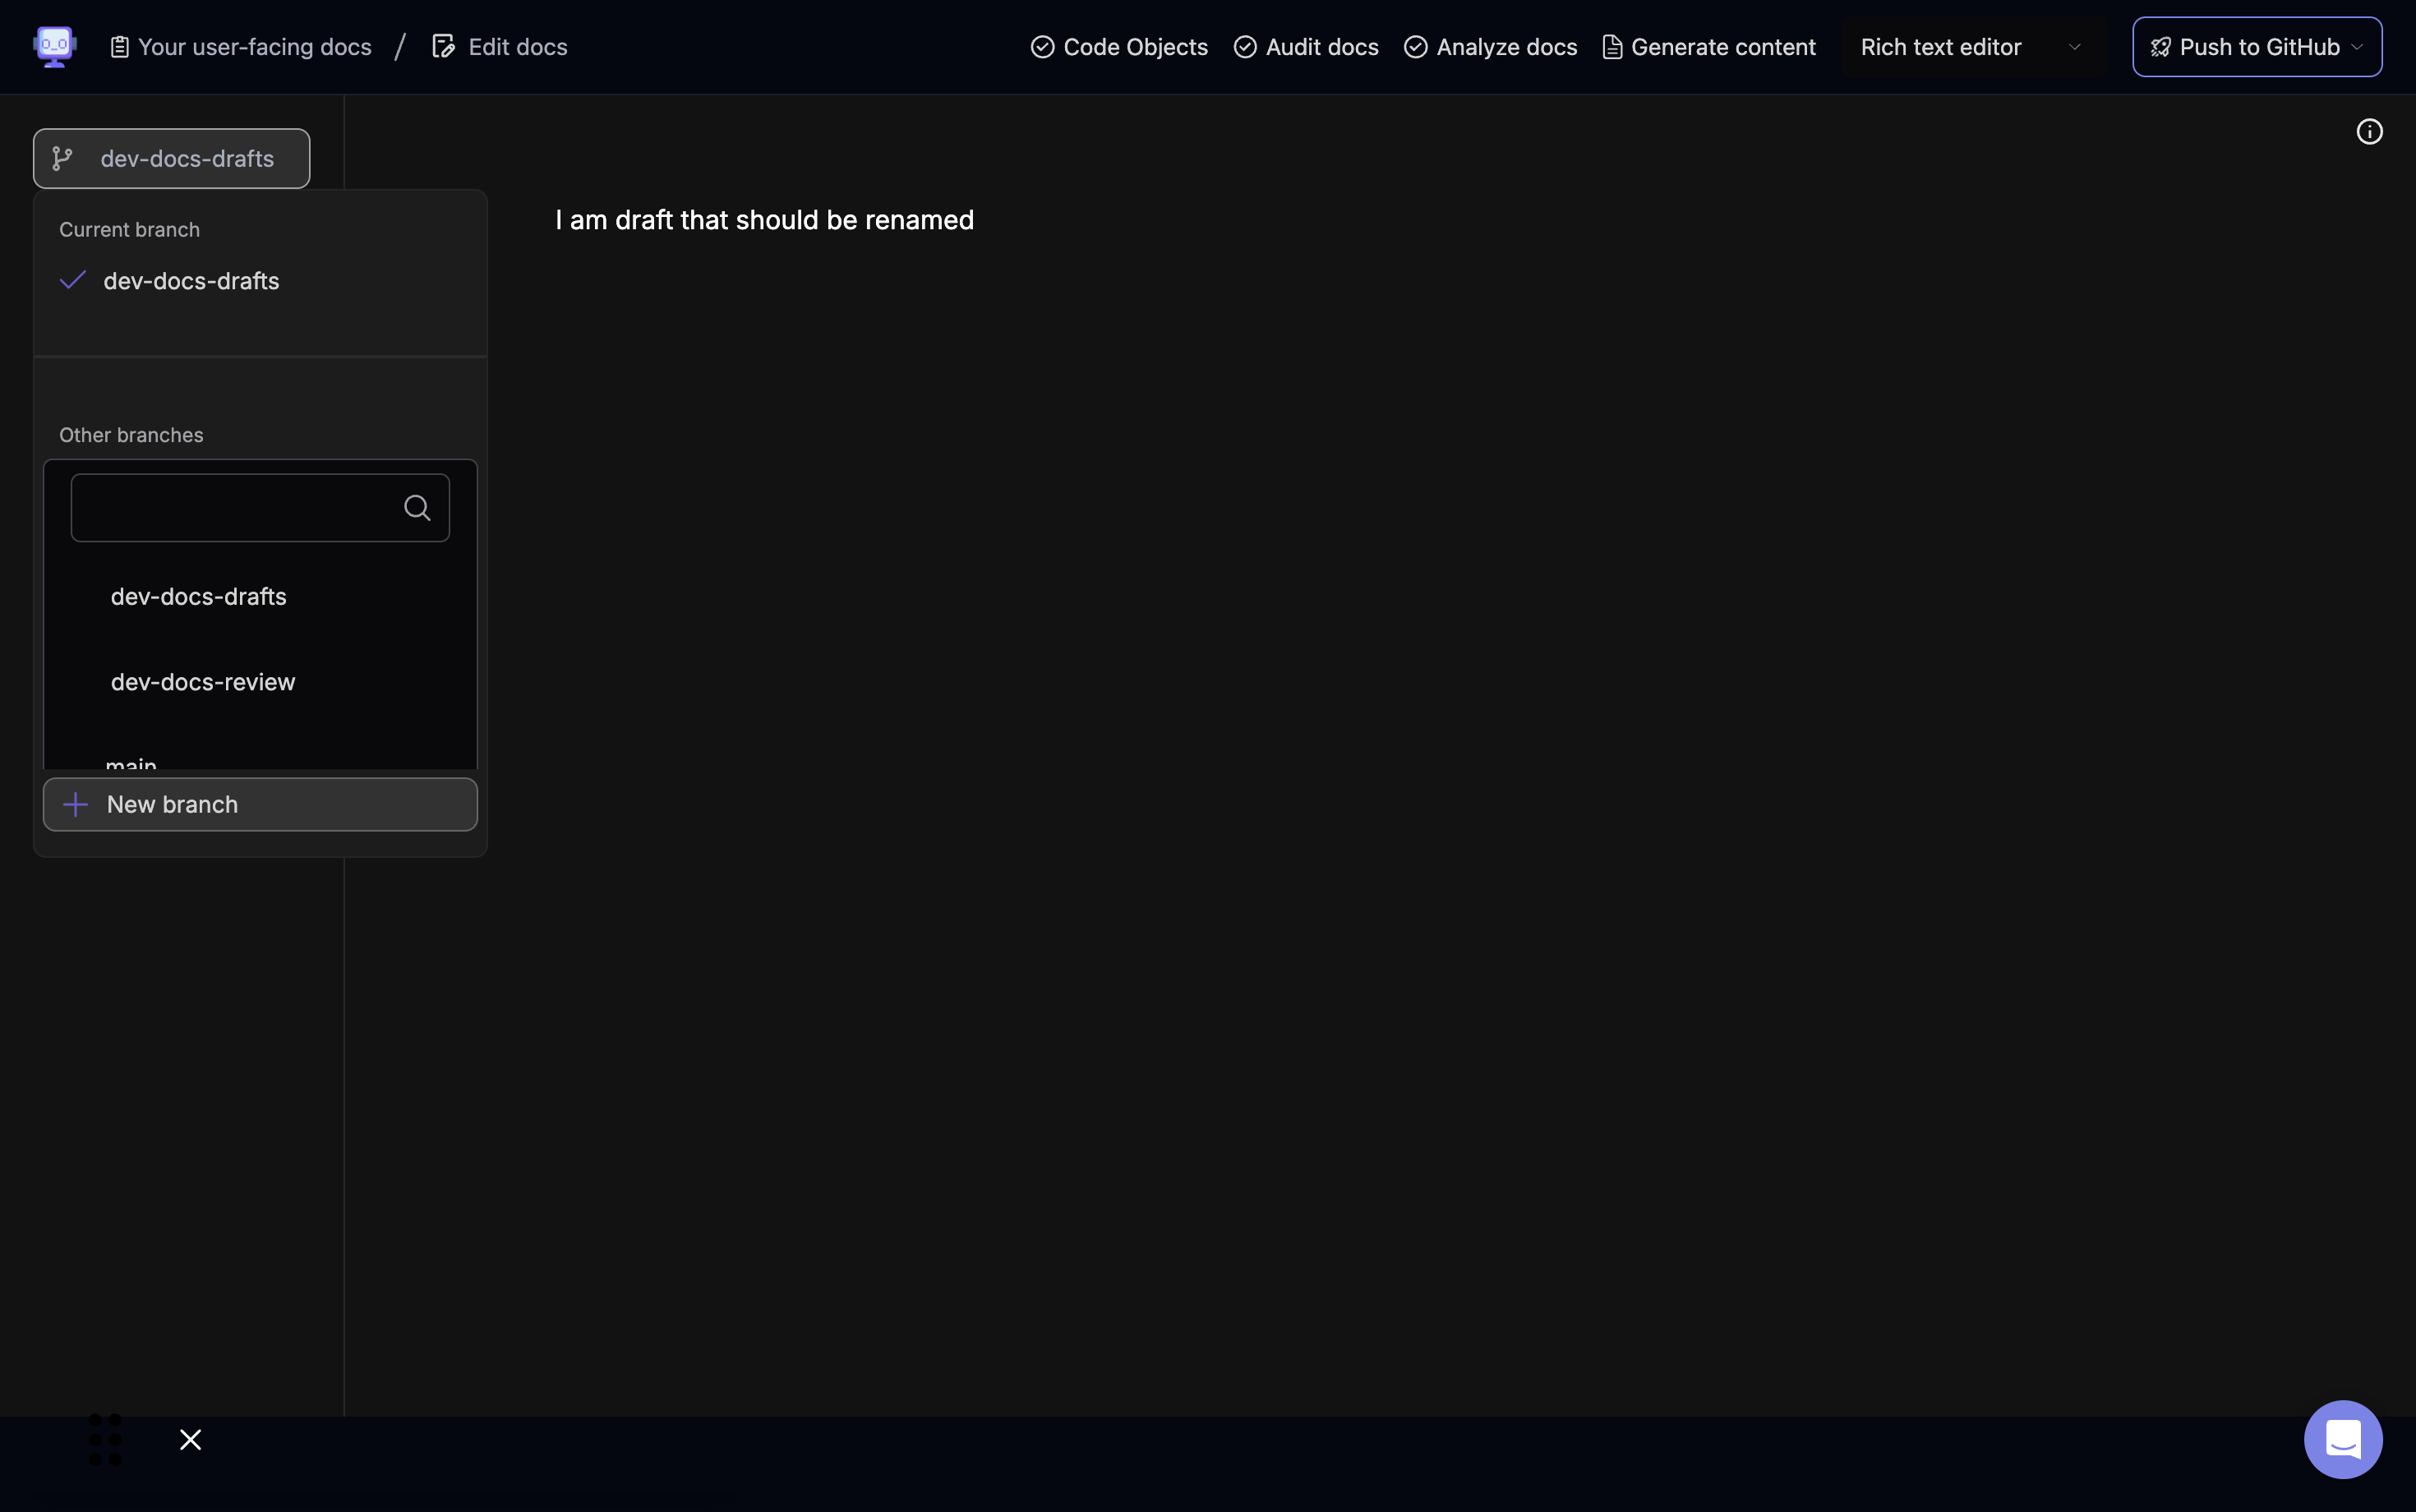 Your user-facing docs / Edit docs
Code Objects Audit docs Analyze docs Generate content Rich text editor Push to GitHub
dev-docs-drafts
Current branch
dev-docs-drafts
I am draft that should be renamed
Other branches
dev-docs-drafts
dev-docs-review
main
New branch